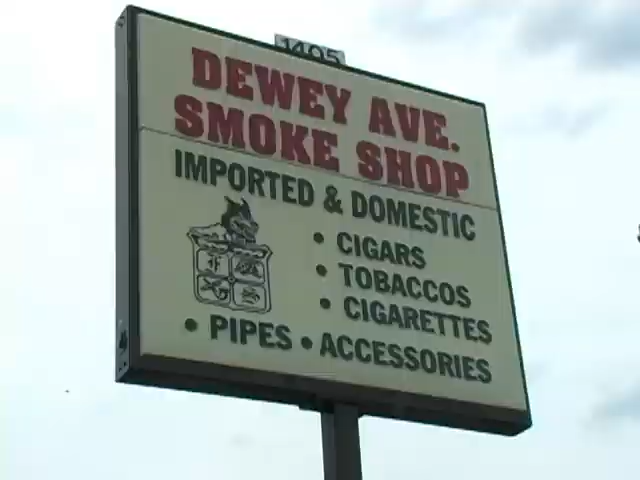 1405
DEWEY AVE.
SMOKE SHOP
IMPORTED & DOMESTIC
• CIGARS
• TOBACCOS
• CIGARETTES
• PIPES • ACCESSORIES